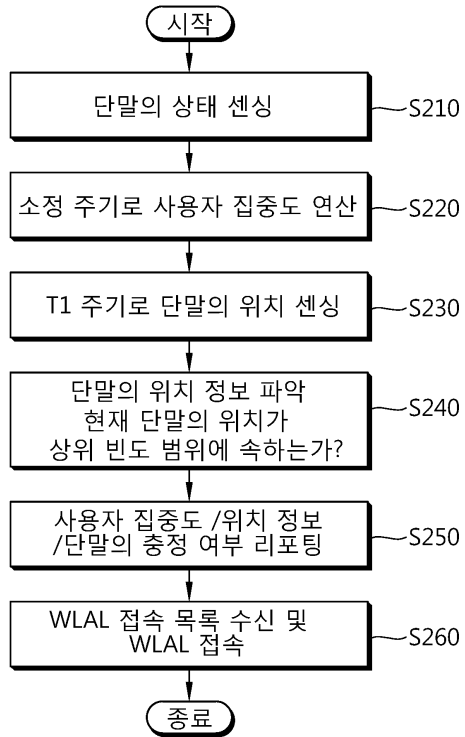 시작
단말의 상태 센싱
S210
소정 주기로 사용자 집중도 연산
S220
T1 주기로 단말의 위치 센싱
S230
단말의 위치 정보 파악
현재 단말의 위치가
상위 빈도 범위에 속하는가?
S240
사용자 집중도 /위치 정보
/단말의 충정 여부 리포팅
S250
WLAL 접속 목록 수신 및
WLAL 접속
S260
종료